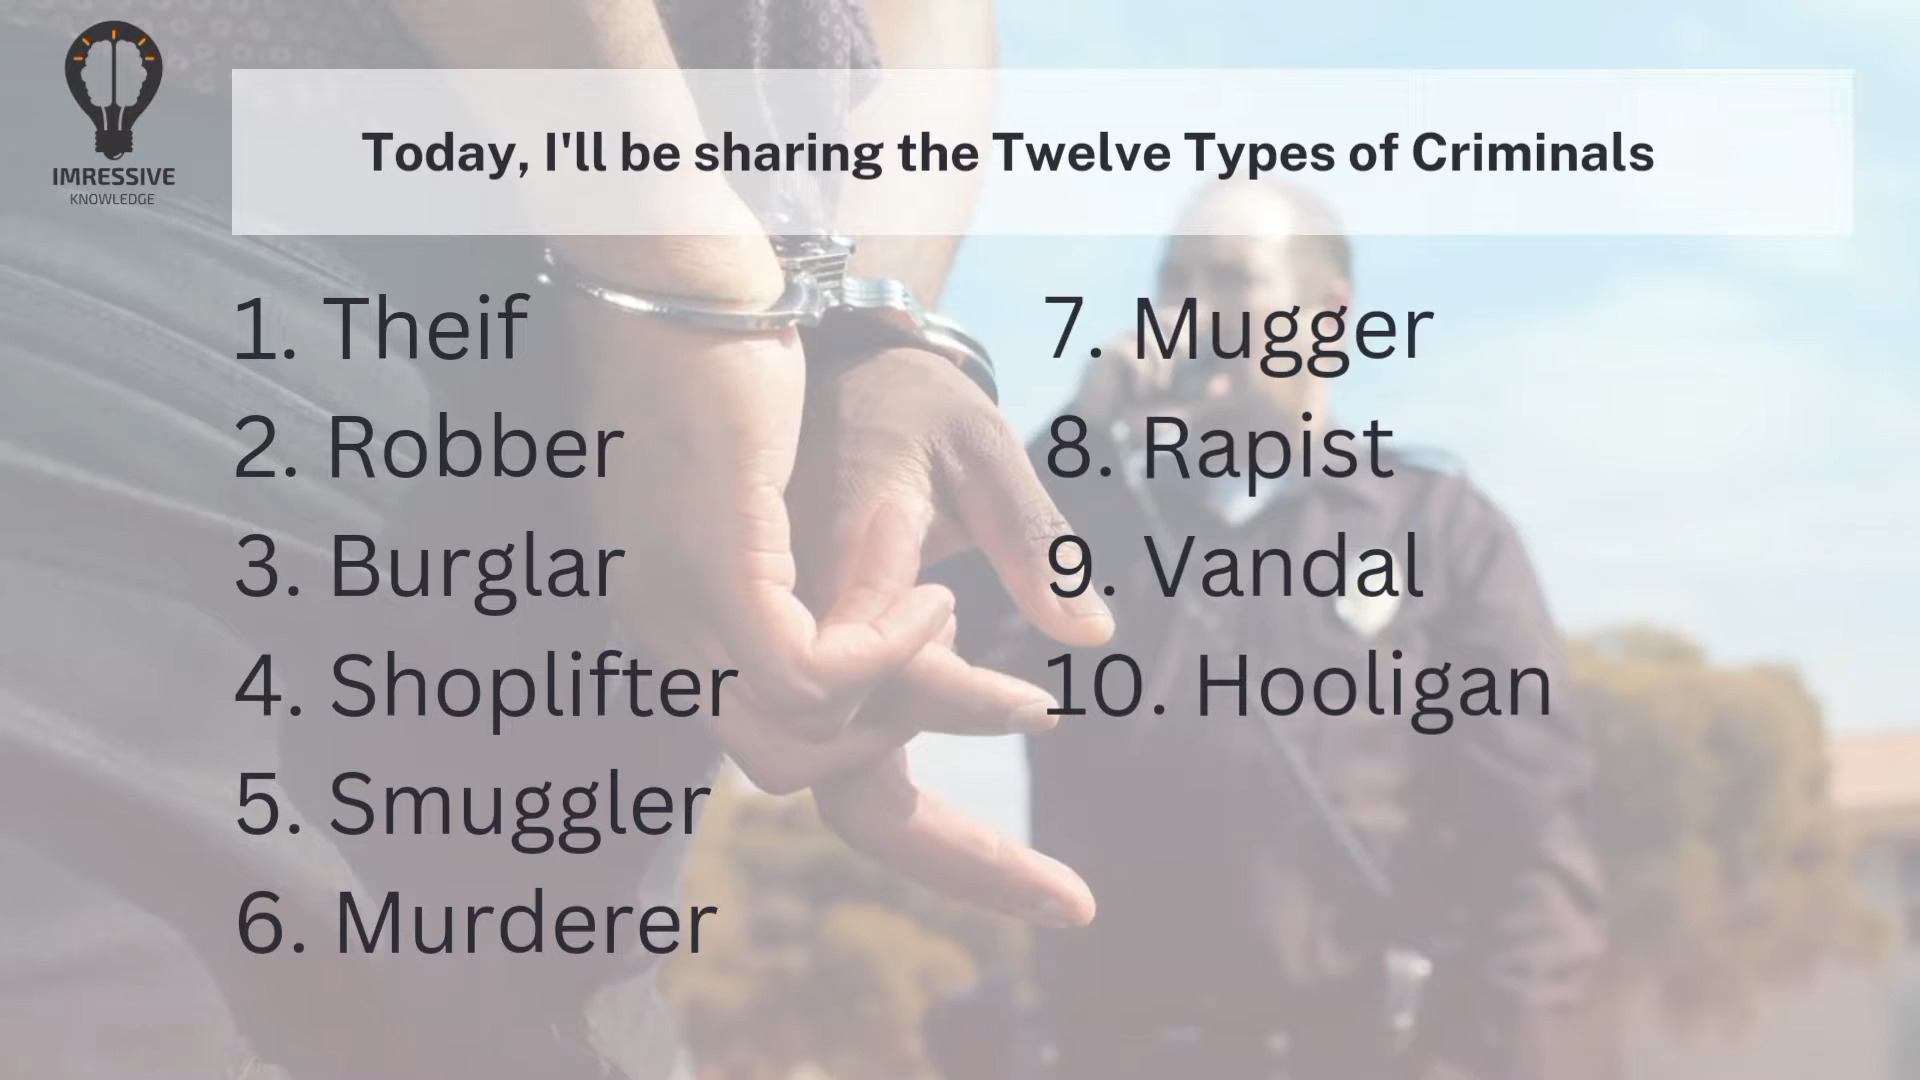 IMRESSIVE
KNOWLEDGE
Today, I'll be sharing the Twelve Types of Criminals
1. Theif
2. Robber
3. Burglar
4. Shoplifter
5. Smuggler
6. Murderer
7. Mugger
8. Rapist
9. Vandal
10. Hooligan